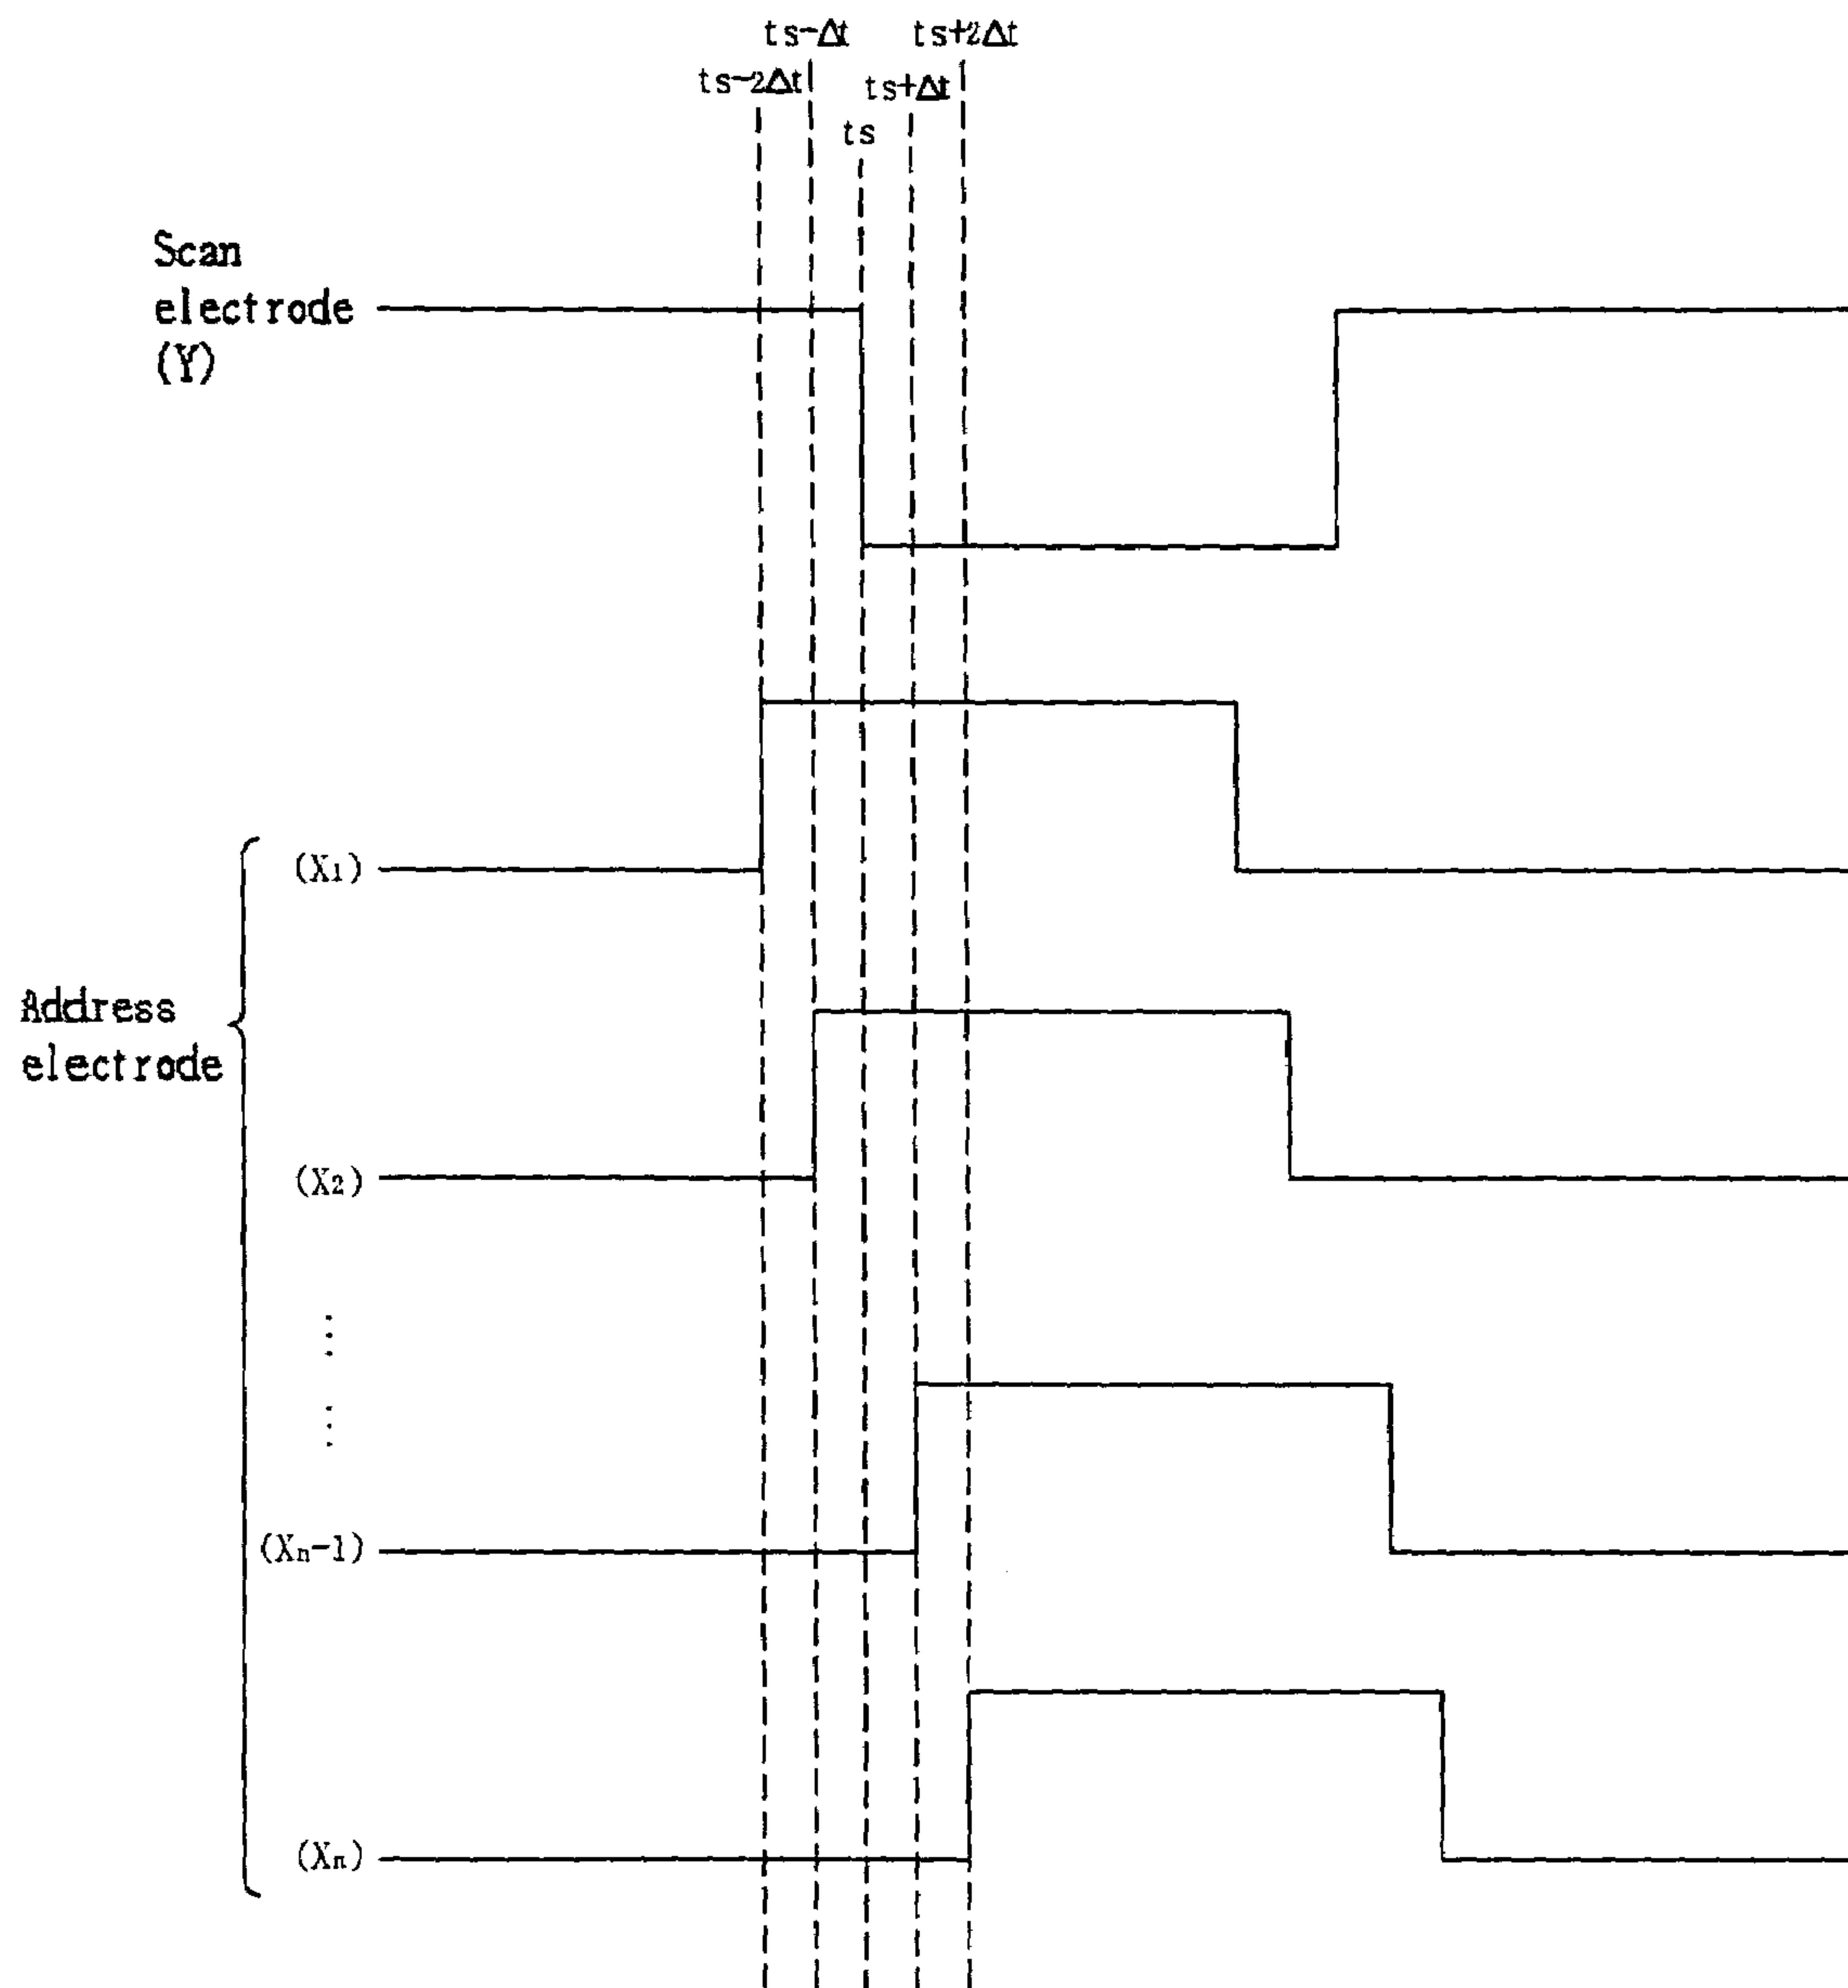 ts-Δt ts+2Δt
ts-2Δt ts+Δt
ts
Scan
electrode
(Y)
(X1)
Address
electrode
(X2)
(Xn-1)
(Xn)